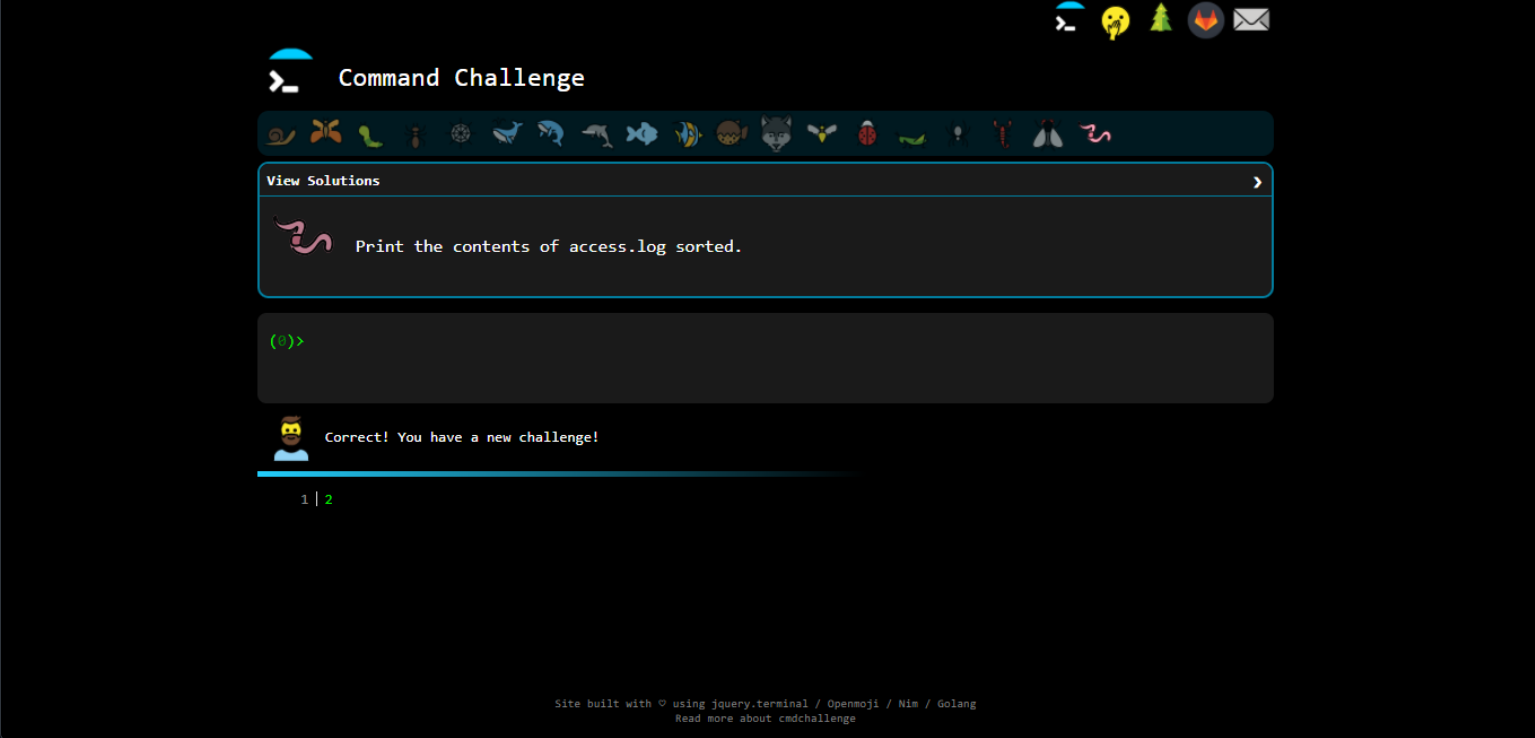 Command Challenge
View Solutions
Print the contents of access.log sorted.
(0)>
Correct! You have a new challenge!
1 | 2
Site built with ♡ using jquery.terminal / Openmoji / Nim / Golang
Read more about cmdchallenge